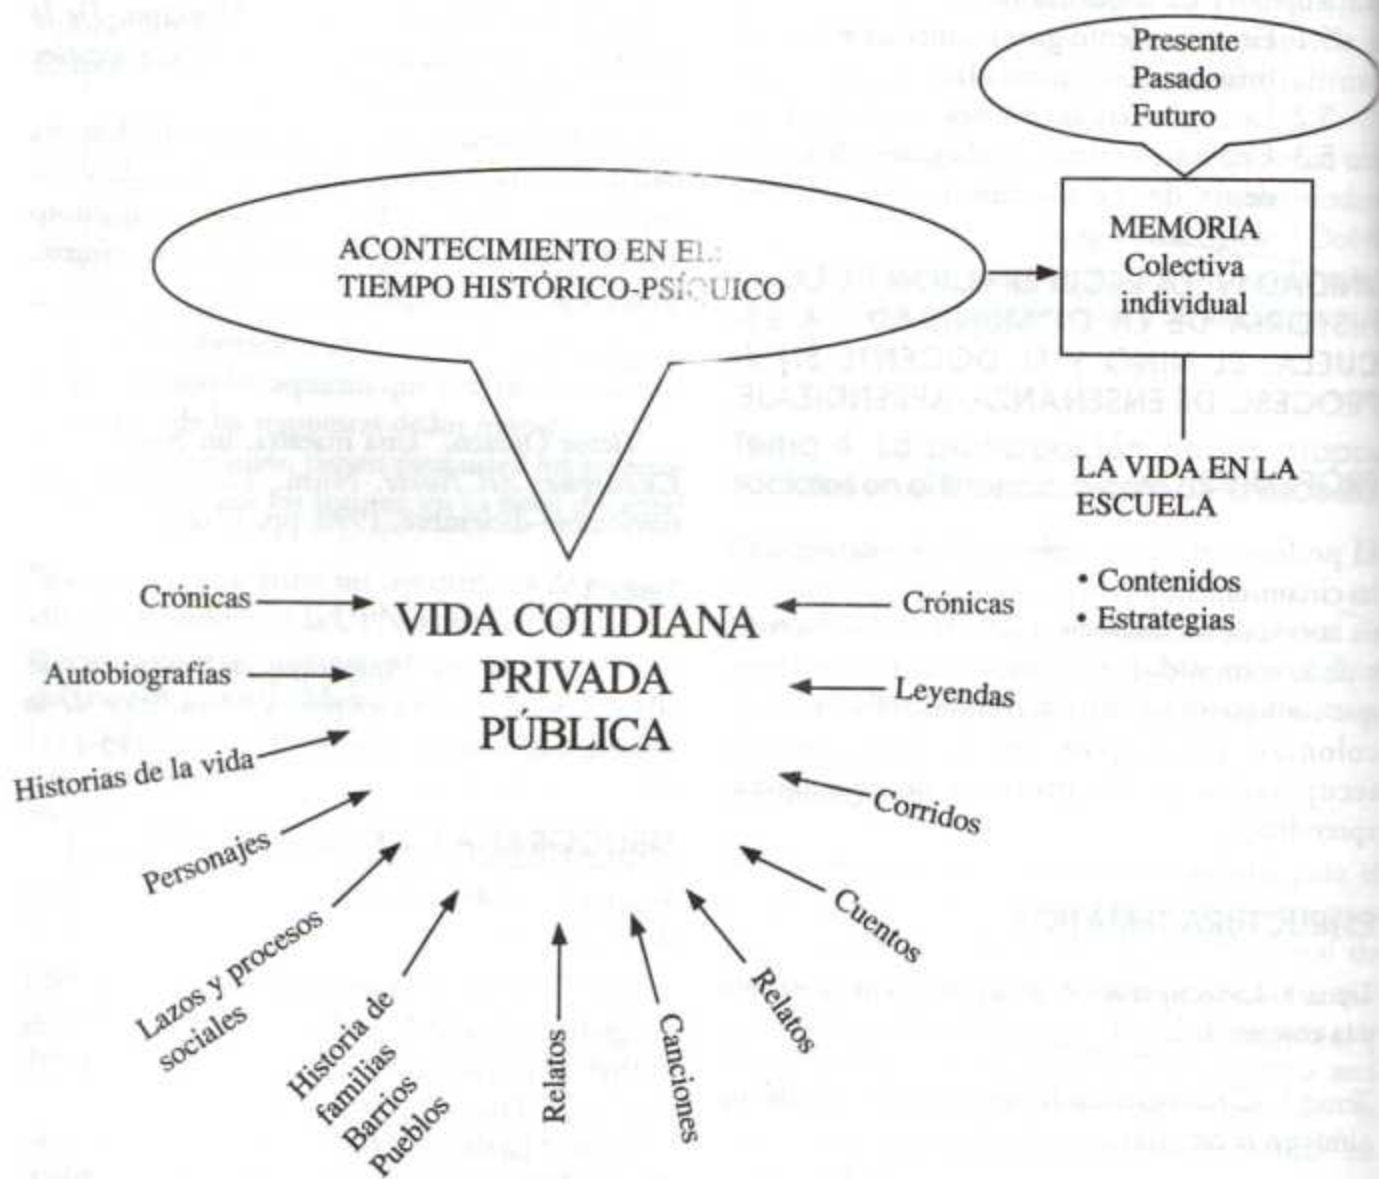 Presente
Pasado
Futuro
ACONTECIMIENTO EN EL:
TIEMPO HISTÓRICO-PSÍQUICO
MEMORIA
Colectiva
individual
LA VIDA EN LA
ESCUELA
• Contenidos
• Estrategias
VIDA COTIDIANA
PRIVADA
PÚBLICA
Crónicas
Autobiografías
Historias de la vida
Personajes
Lazos y procesos
sociales
Historia de
familias
Barrios
Pueblos
Relatos
Canciones
Relatos
Cuentos
Corridos
Leyendas
Crónicas